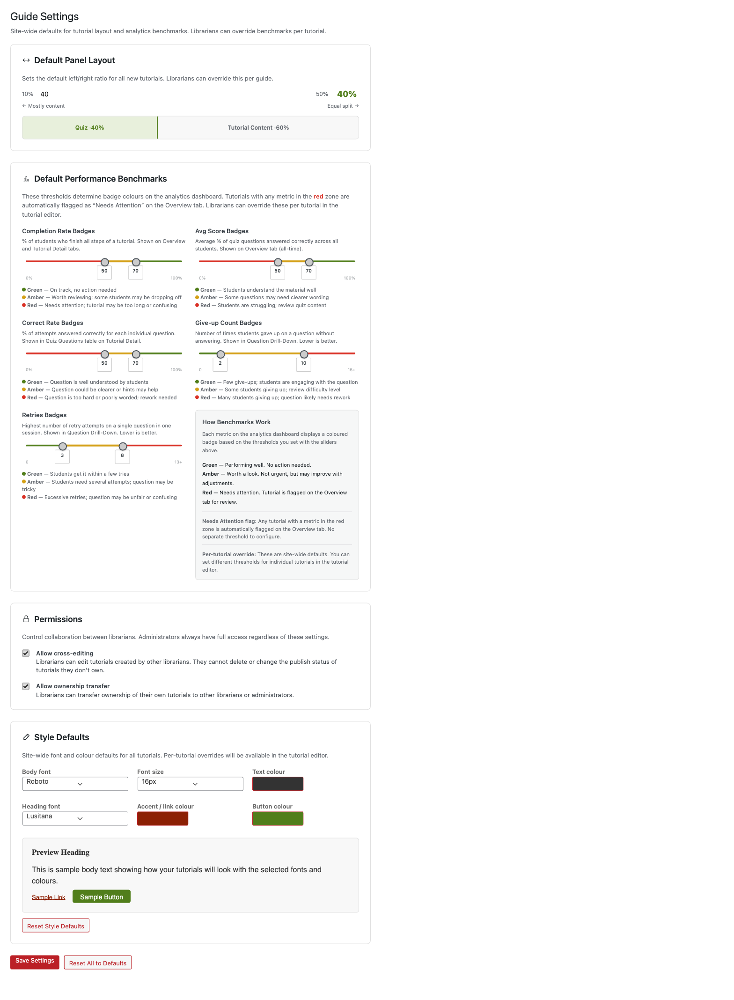 Guide Settings
Site-wide defaults for tutorial layout and analytics benchmarks. Librarians can override benchmarks per tutorial.
Default Panel Layout
Sets the default left/right ratio for all new tutorials. Librarians can override this per guide.
10% 40 50% 40%
← Mostly content Equal split →
Quiz ·40% Tutorial Content ·60%
Default Performance Benchmarks
These thresholds determine badge colours on the analytics dashboard. Tutorials with any metric in the red zone are
automatically flagged as “Needs Attention” on the Overview tab. Librarians can override these per tutorial in the
tutorial editor.
Completion Rate Badges
% of students who finish all steps of a tutorial. Shown on Overview
and Tutorial Detail tabs.
50 70
0% 100%
Green — On track, no action needed
Amber — Worth reviewing; some students may be dropping off
Red — Needs attention; tutorial may be too long or confusing
Avg Score Badges
Average % of quiz questions answered correctly across all
students. Shown on Overview tab (all-time).
50 70
0% 100%
Green — Students understand the material well
Amber — Some questions may need clearer wording
Red — Students are struggling; review quiz content
Correct Rate Badges
% of attempts answered correctly for each individual question.
Shown in Quiz Questions table on Tutorial Detail.
50 70
0% 100%
Green — Question is well understood by students
Amber — Question could be clearer or hints may help
Red — Question is too hard or poorly worded; rework needed
Give-up Count Badges
Number of times students gave up on a question without
answering. Shown in Question Drill-Down. Lower is better.
2 10
0 15+
Green — Few give-ups; students are engaging with the question
Amber — Some students giving up; review difficulty level
Red — Many students giving up; question likely needs rework
Retries Badges
Highest number of retry attempts on a single question in one
session. Shown in Question Drill-Down. Lower is better.
3 8
0 13+
Green — Students get it within a few tries
Amber — Students need several attempts; question may be
tricky
Red — Excessive retries; question may be unfair or confusing
How Benchmarks Work
Each metric on the analytics dashboard displays a coloured
badge based on the thresholds you set with the sliders
above.
Green — Performing well. No action needed.
Amber — Worth a look. Not urgent, but may improve with
adjustments.
Red — Needs attention. Tutorial is flagged on the Overview
tab for review.
Needs Attention flag: Any tutorial with a metric in the red
zone is automatically flagged on the Overview tab. No
separate threshold to configure.
Per-tutorial override: These are site-wide defaults. You can
set different thresholds for individual tutorials in the tutorial
editor.
Permissions
Control collaboration between librarians. Administrators always have full access regardless of these settings.
Allow cross-editing
Librarians can edit tutorials created by other librarians. They cannot delete or change the publish status of
tutorials they don't own.
Allow ownership transfer
Librarians can transfer ownership of their own tutorials to other librarians or administrators.
Style Defaults
Site-wide font and colour defaults for all tutorials. Per-tutorial overrides will be available in the tutorial editor.
Body font Font size Text colour
Roboto 16px
Heading font Accent / link colour Button colour
Lusitana
Preview Heading
This is sample body text showing how your tutorials will look with the selected fonts and
colours.
Sample Link Sample Button
Reset Style Defaults
Save Settings Reset All to Defaults